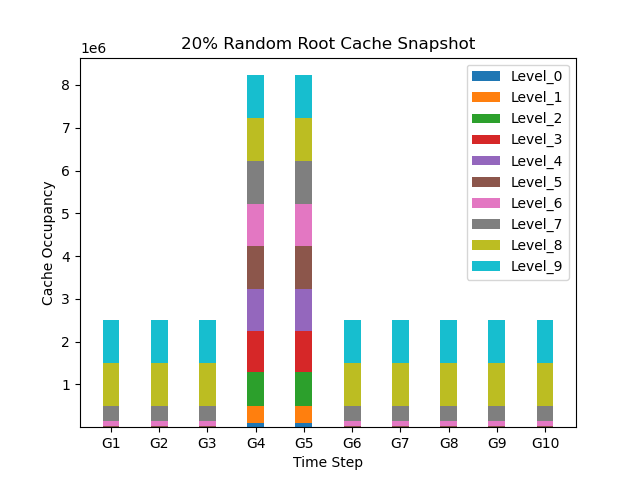 20% Random Root Cache Snapshot
1e6
8
7
6
5
4
3
2
1
Cache Occupancy
Level_0
Level_1
Level_2
Level_3
Level_4
Level_5
Level_6
Level_7
Level_8
Level_9
G1 G2 G3 G4 G5 G6 G7 G8 G9 G10
Time Step